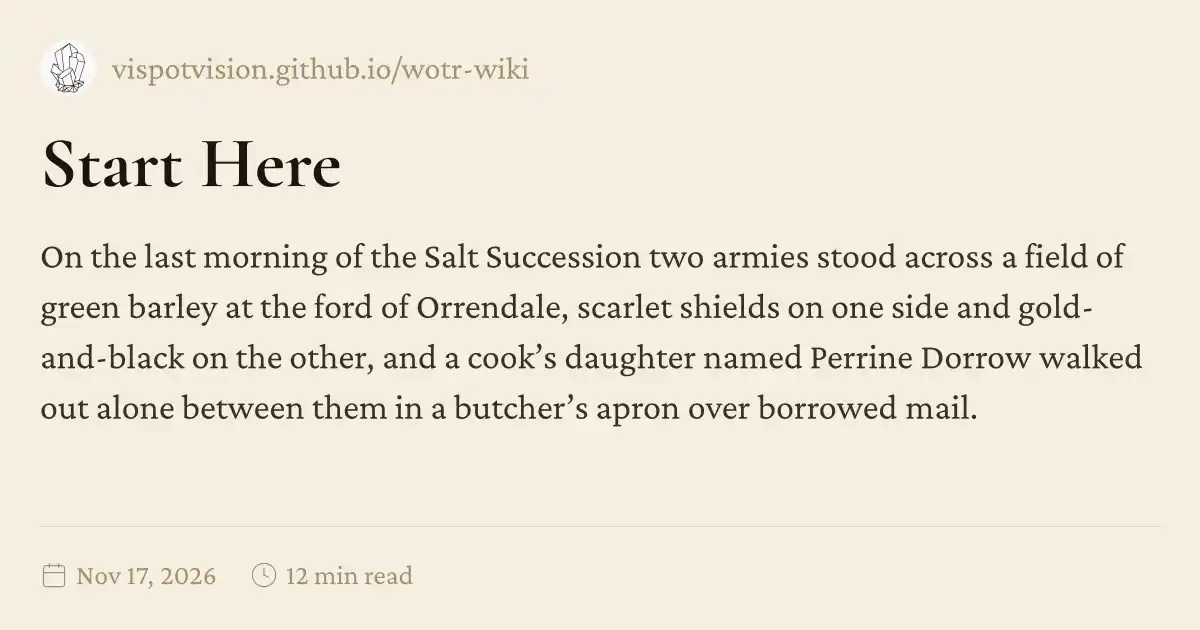 vispotvision.github.io/wotr-wiki
Start Here
On the last morning of the Salt Succession two armies stood across a field of
green barley at the ford of Orrendale, scarlet shields on one side and gold-
and-black on the other, and a cook’s daughter named Perrine Dorrow walked
out alone between them in a butcher’s apron over borrowed mail.
Nov 17, 2026
12 min read